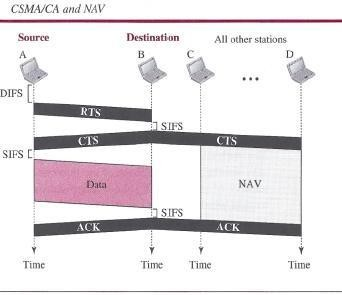 CSMA/CA and NAV
Source Destination All other stations
A B C D
DIFS
RTS
SIFS
CTS CTS
SIFS
Data NAV
SIFS
ACK ACK
Time Time Time Time